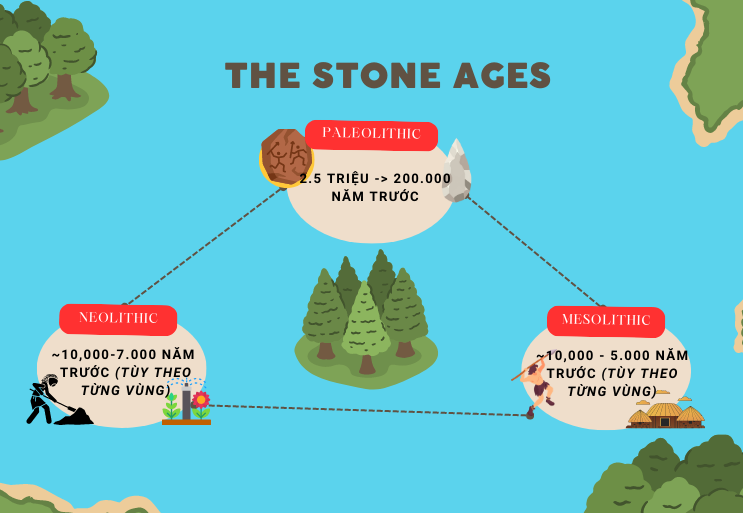 THE STONE AGES
PALEOLITHIC
2.5 TRIỆU -> 200.000
NĂM TRƯỚC
NEOLITHIC
~10,000-7.000 NĂM
TRƯỚC (TÙY THEO
TỪNG VÙNG)
MESOLITHIC
~10,000 - 5.000 NĂM
TRƯỚC (TÙY THEO
TỪNG VÙNG)